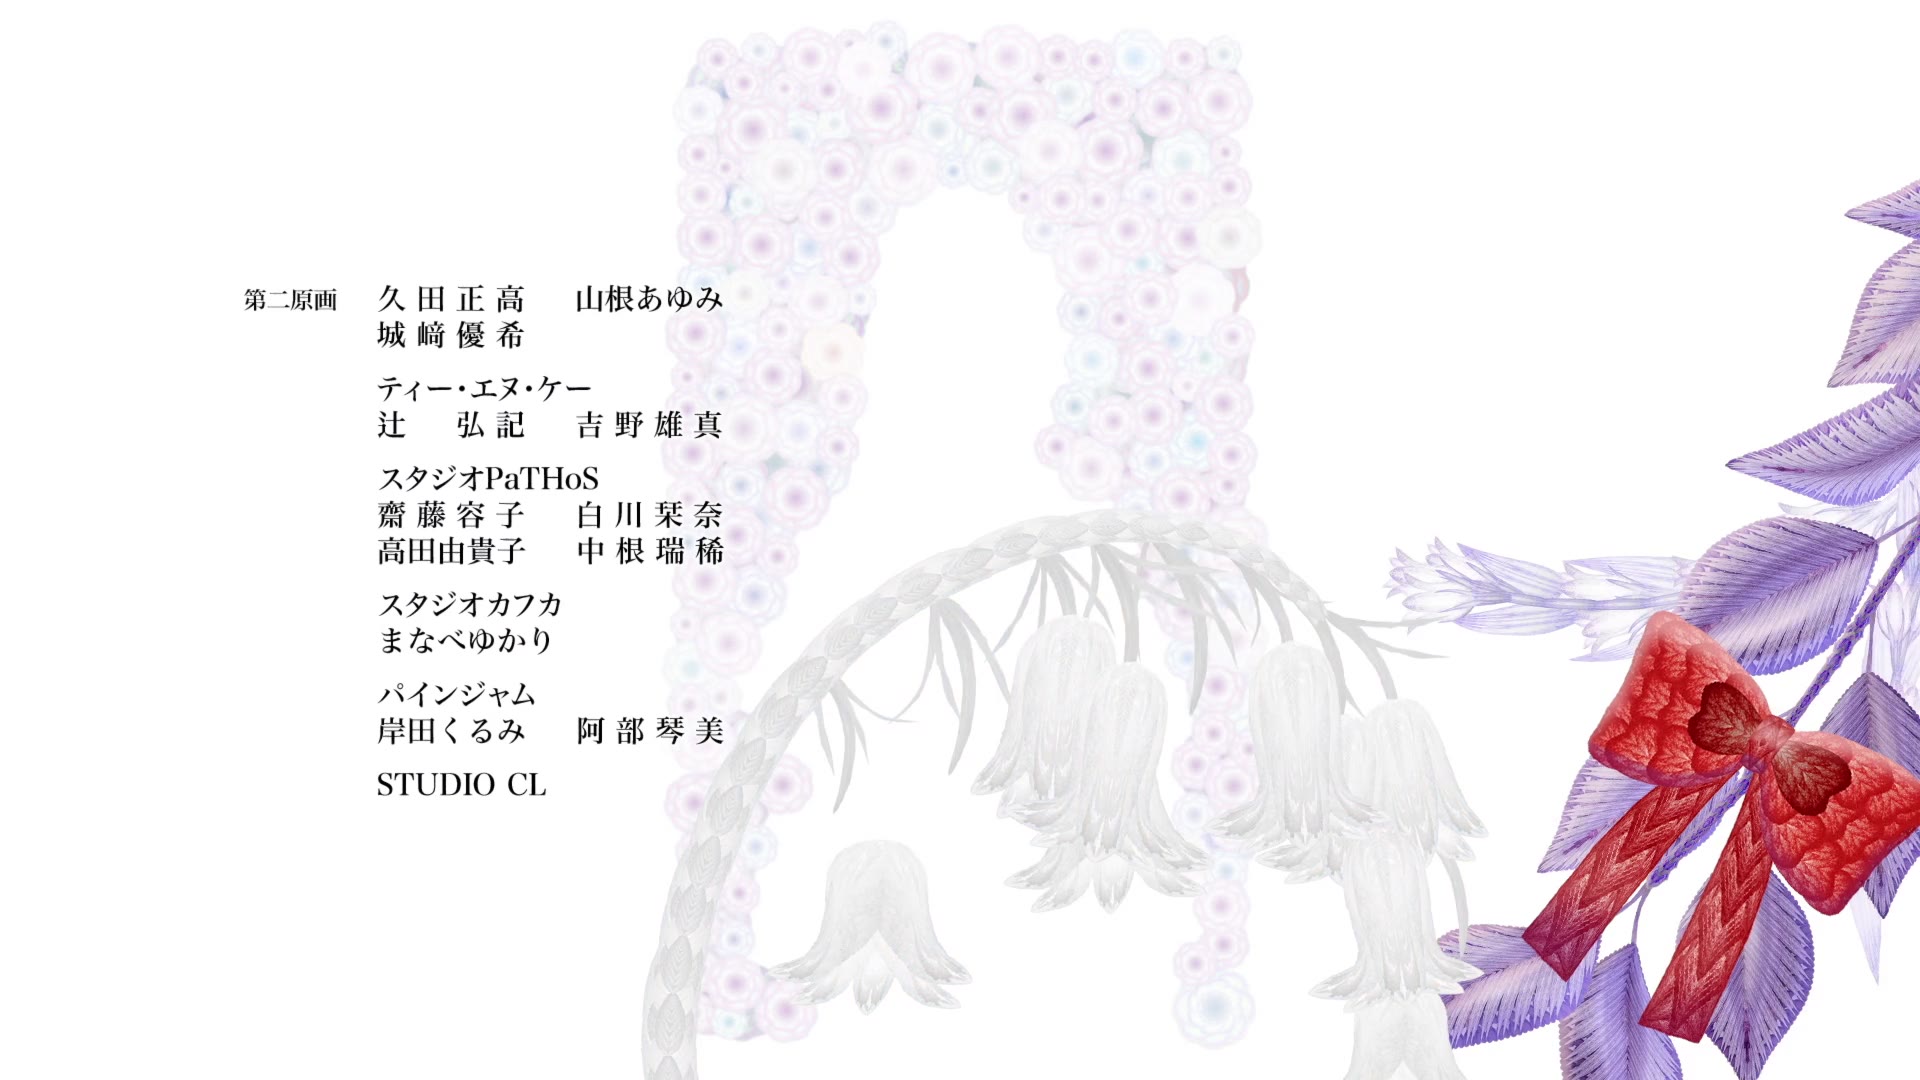 第二原画 久田正高 山根あゆみ
城﨑優希
ティー・エヌ・ケー
辻 弘記 吉野雄真
スタジオPaTHoS
齋藤容子 白川栞奈
高田由貴子 中根瑞稀
スタジオカフカ
まなべゆかり
パインジャム
岸田くるみ 阿部琴美
STUDIO CL